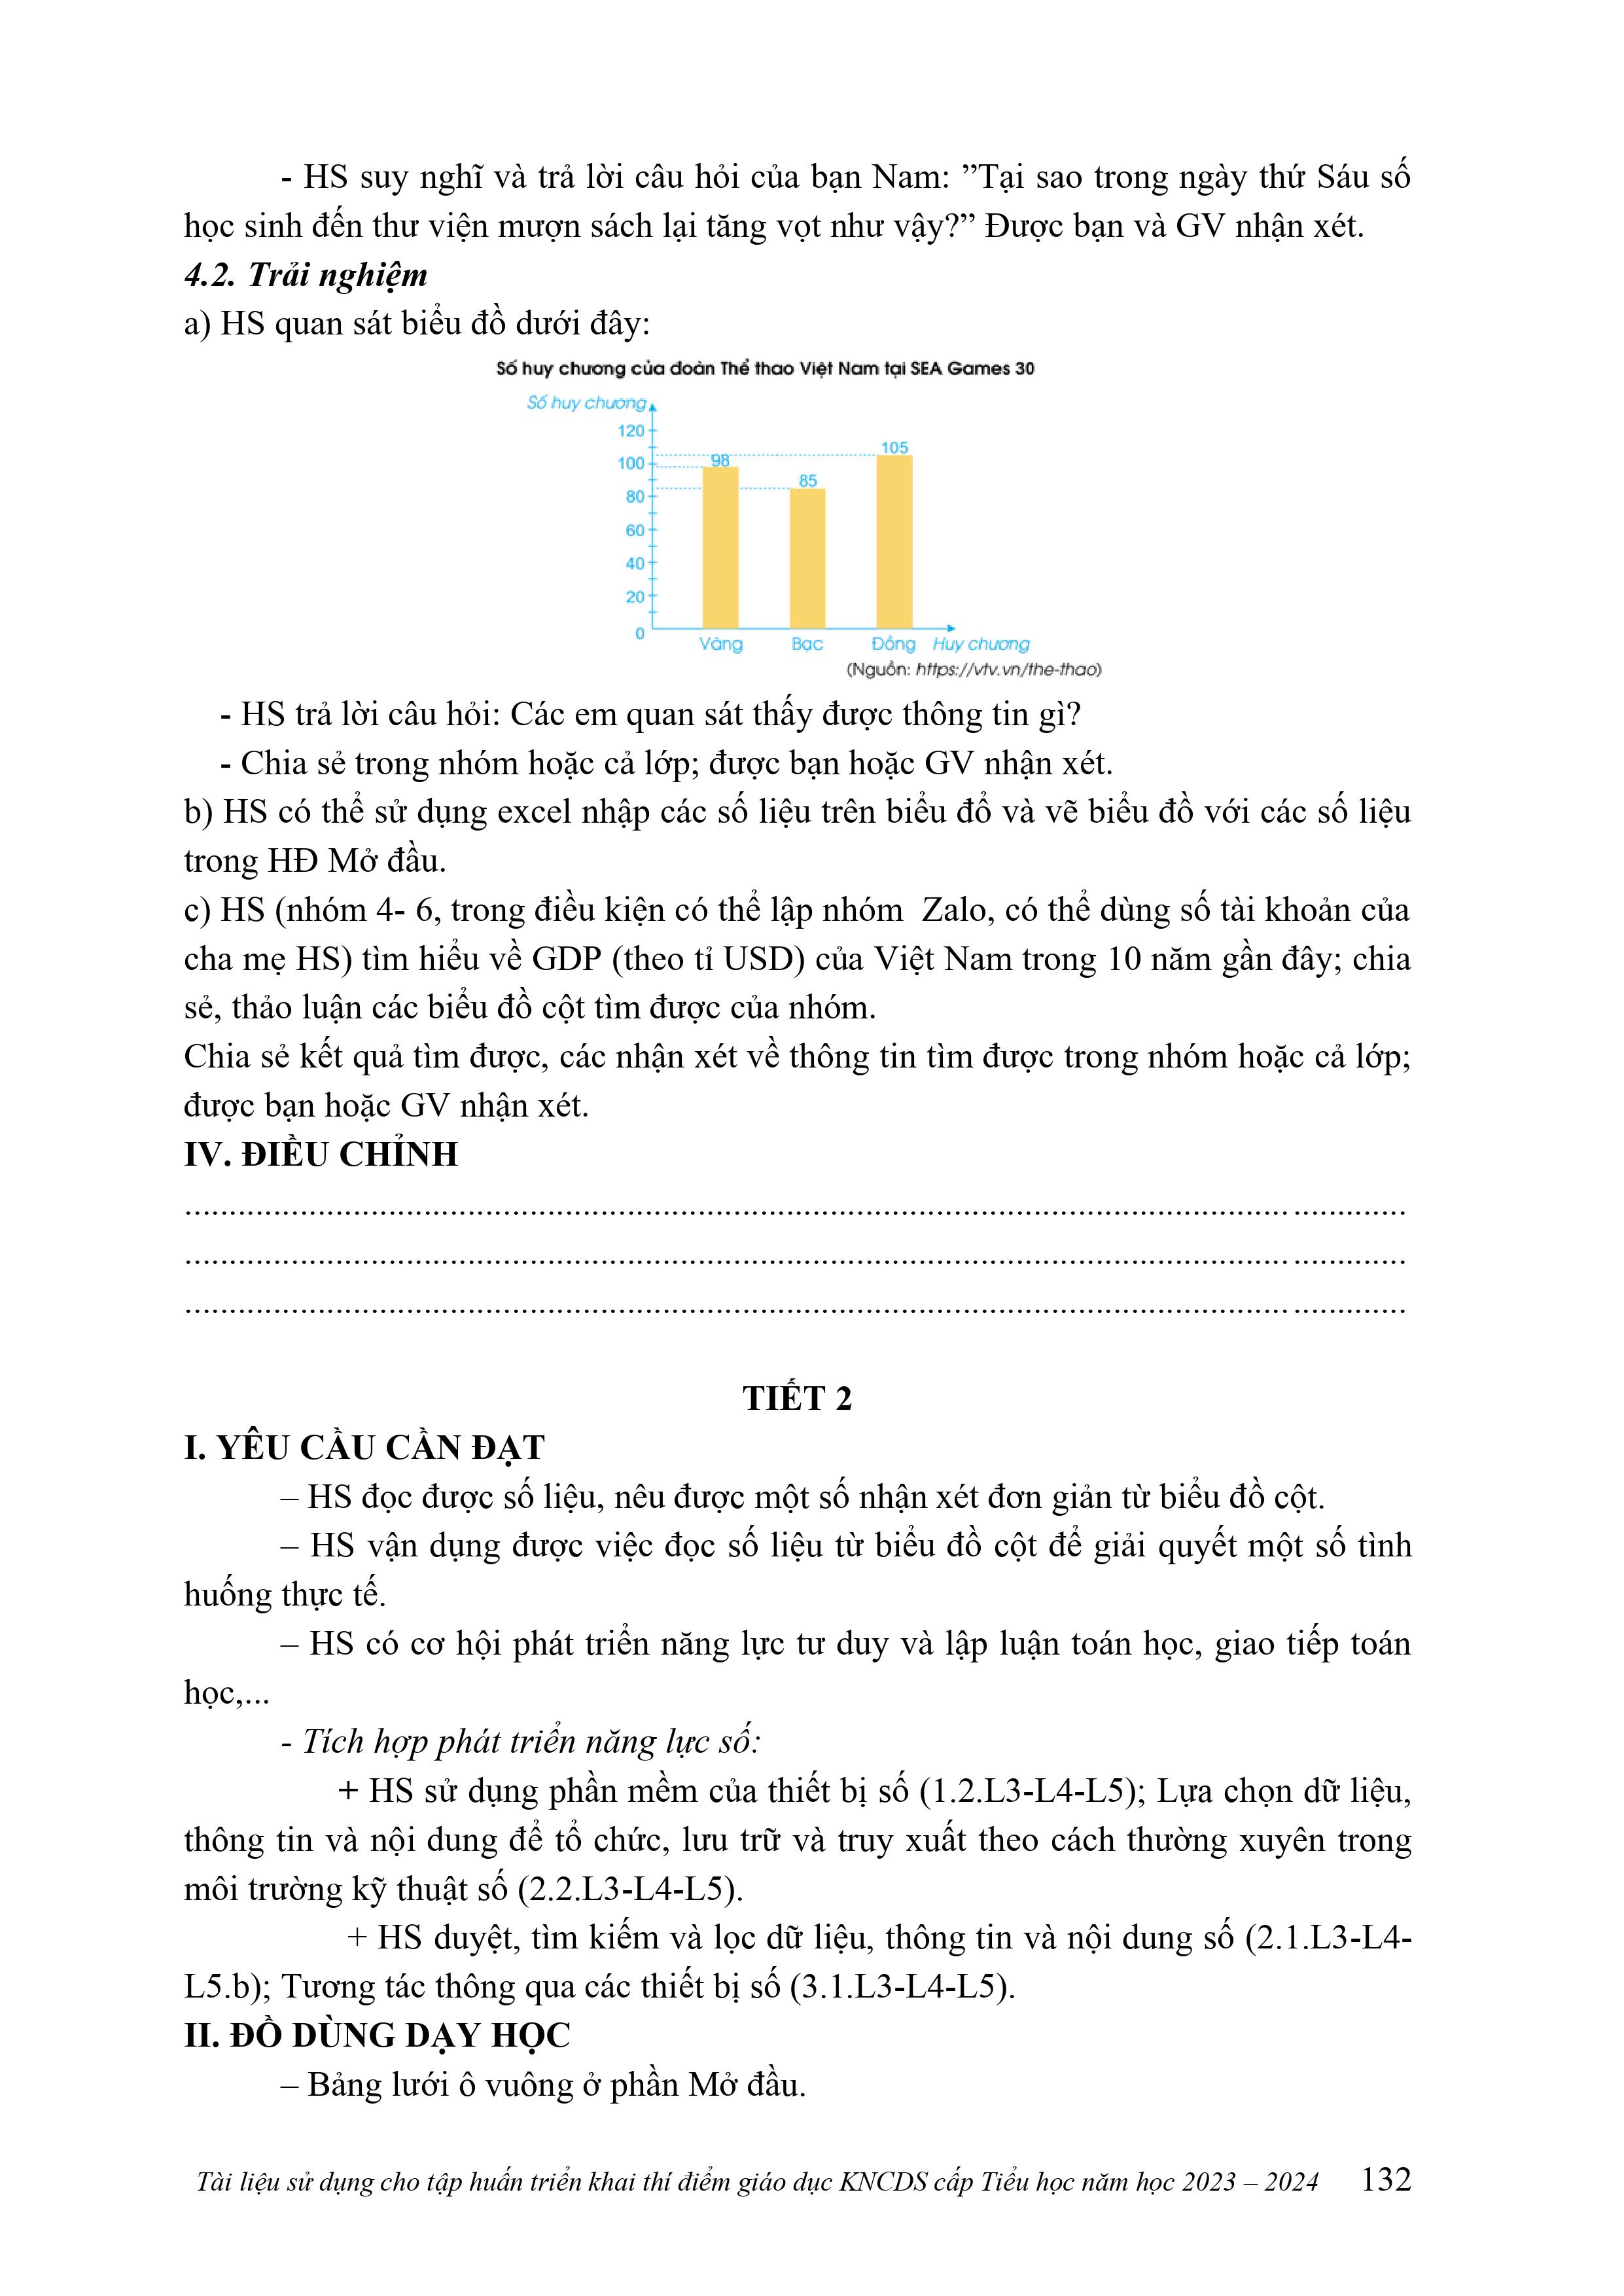 - HS suy nghĩ và trả lời câu hỏi của bạn Nam: ”Tại sao trong ngày thứ Sáu số
học sinh đến thư viện mượn sách lại tăng vọt như vậy?” Được bạn và GV nhận xét.
4.2. Trải nghiệm
a) HS quan sát biểu đồ dưới đây:
Số huy chương của đoàn Thể thao Việt Nam tại SEA Games 30
Số huy chương
120
100
80
60
40
20
0
98
85
105
Vàng Bạc Đồng Huy chương
(Nguồn: https://vtv.vn/the-thao)
- HS trả lời câu hỏi: Các em quan sát thấy được thông tin gì?
- Chia sẻ trong nhóm hoặc cả lớp; được bạn hoặc GV nhận xét.
b) HS có thể sử dụng excel nhập các số liệu trên biểu đổ và vẽ biểu đồ với các số liệu
trong HĐ Mở đầu.
c) HS (nhóm 4- 6, trong điều kiện có thể lập nhóm Zalo, có thể dùng số tài khoản của
cha mẹ HS) tìm hiểu về GDP (theo tỉ USD) của Việt Nam trong 10 năm gần đây; chia
sẻ, thảo luận các biểu đồ cột tìm được của nhóm.
Chia sẻ kết quả tìm được, các nhận xét về thông tin tìm được trong nhóm hoặc cả lớp;
được bạn hoặc GV nhận xét.
IV. ĐIỀU CHỈNH
..........................................................................................................................................
..........................................................................................................................................
..........................................................................................................................................
TIẾT 2
I. YÊU CẦU CẦN ĐẠT
– HS đọc được số liệu, nêu được một số nhận xét đơn giản từ biểu đồ cột.
– HS vận dụng được việc đọc số liệu từ biểu đồ cột để giải quyết một số tình
huống thực tế.
– HS có cơ hội phát triển năng lực tư duy và lập luận toán học, giao tiếp toán
học,...
- Tích hợp phát triển năng lực số:
+ HS sử dụng phần mềm của thiết bị số (1.2.L3-L4-L5); Lựa chọn dữ liệu,
thông tin và nội dung để tổ chức, lưu trữ và truy xuất theo cách thường xuyên trong
môi trường kỹ thuật số (2.2.L3-L4-L5).
+ HS duyệt, tìm kiếm và lọc dữ liệu, thông tin và nội dung số (2.1.L3-L4-
L5.b); Tương tác thông qua các thiết bị số (3.1.L3-L4-L5).
II. ĐỒ DÙNG DẠY HỌC
– Bảng lưới ô vuông ở phần Mở đầu.
Tài liệu sử dụng cho tập huấn triển khai thí điểm giáo dục KNCDS cấp Tiểu học năm học 2023 – 2024 132